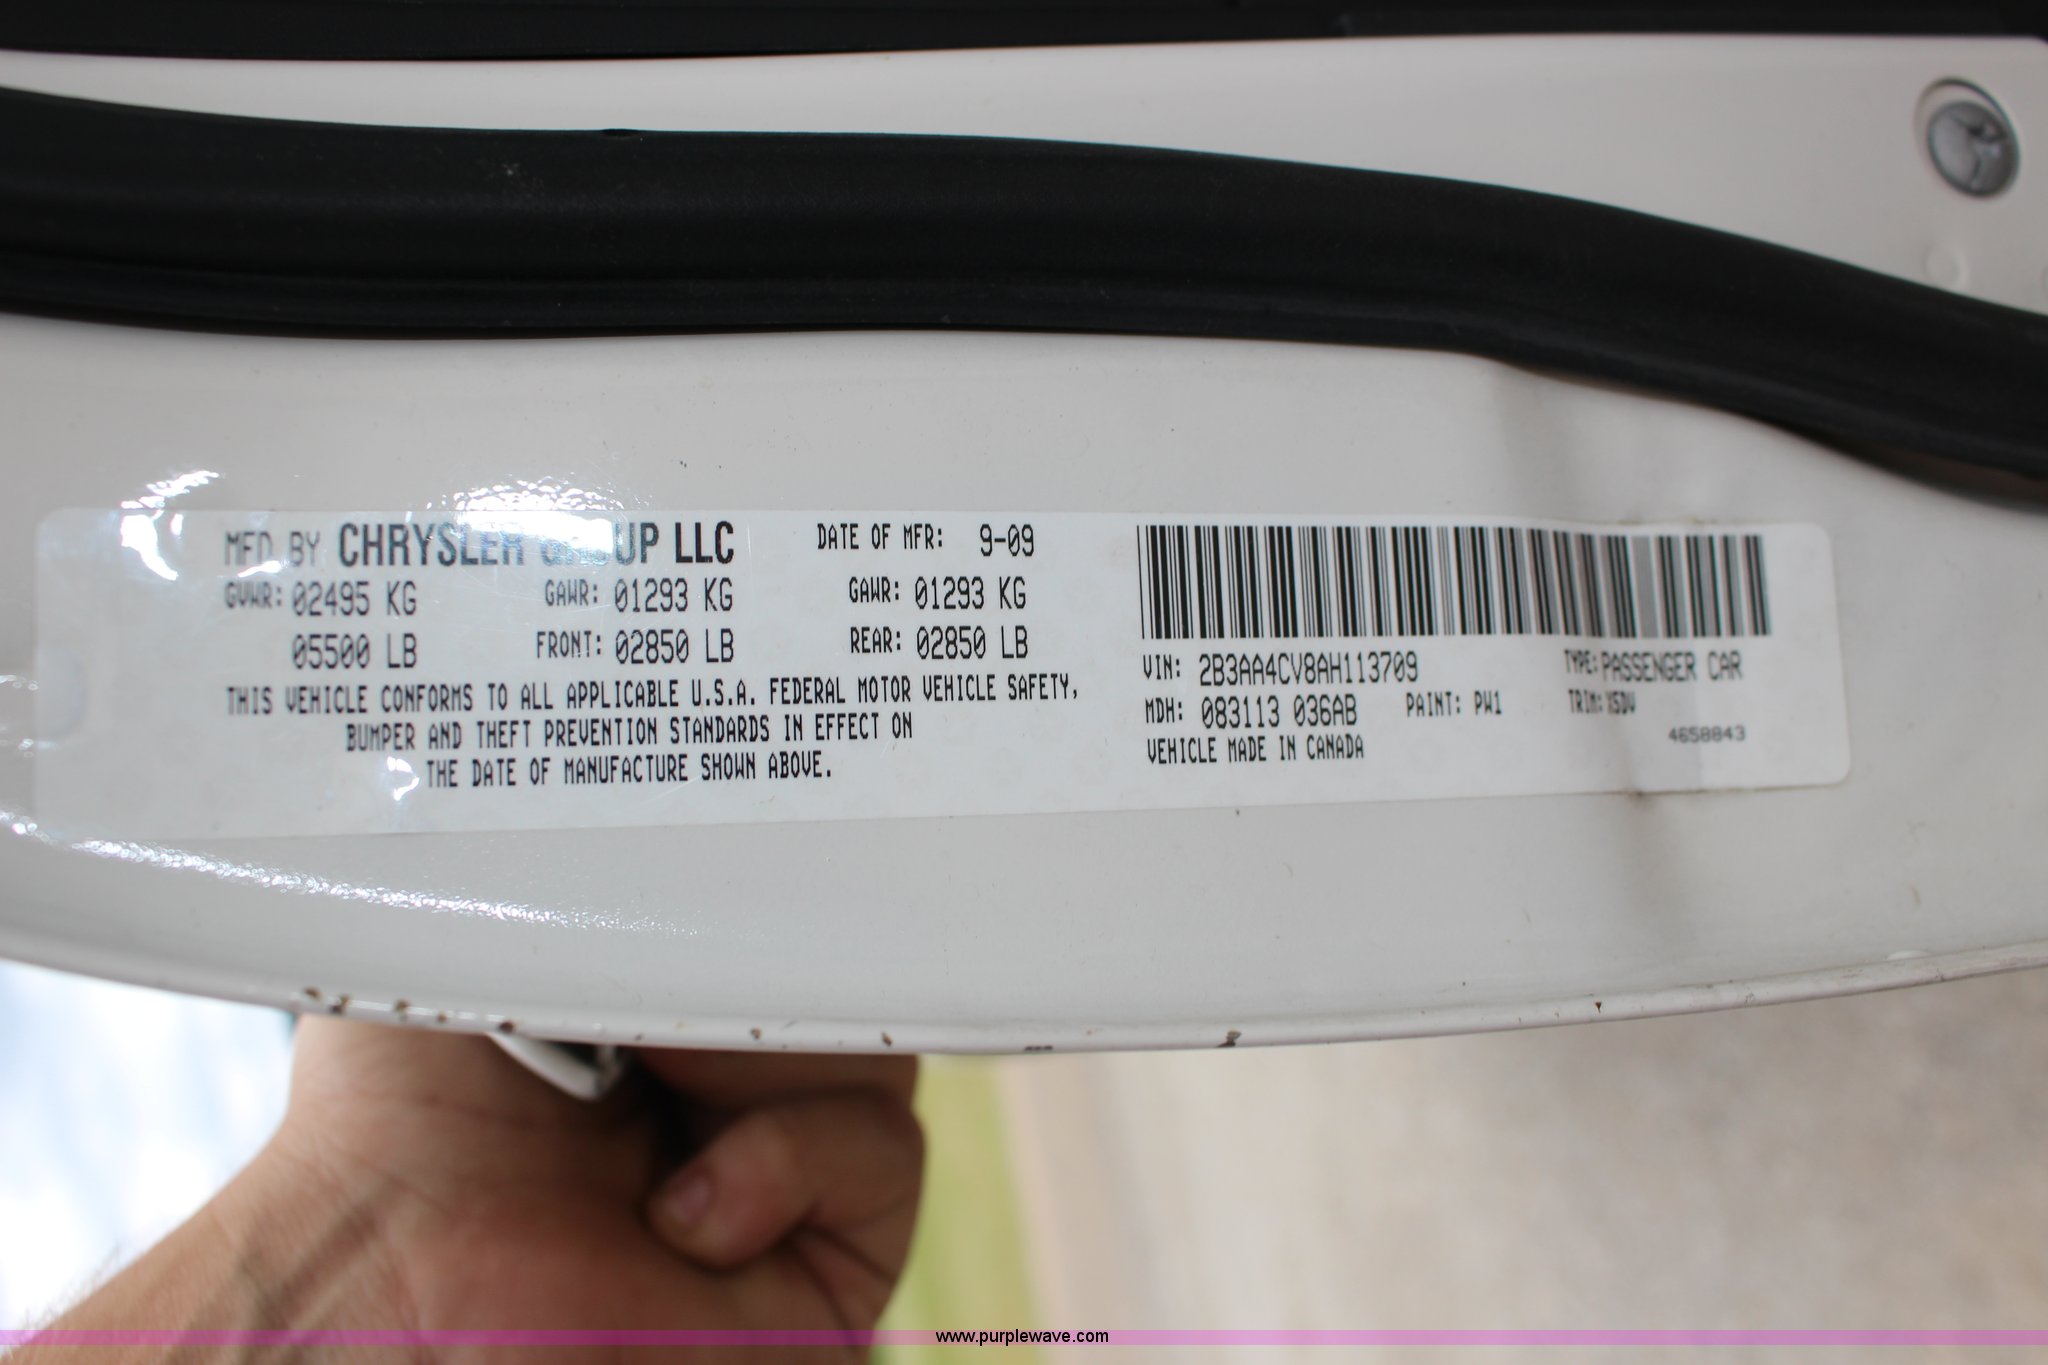 MFD BY CHRYSLER GROUP LLC DATE OF MFR: 9-09
GVWR: 02495 KG GAWR: 01293 KG GAWR: 01293 KG
05500 LB FRONT: 02850 LB REAR: 02850 LB
THIS VEHICLE CONFORMS TO ALL APPLICABLE U.S.A. FEDERAL MOTOR VEHICLE SAFETY,
BUMPER AND THEFT PREVENTION STANDARDS IN EFFECT ON
THE DATE OF MANUFACTURE SHOWN ABOVE.
VIN: 2B3AA4CV8AH113709 TYPE: PASSENGER CAR
MDH: 083113 036AB PAINT: PW1 TRIM: X5DV
VEHICLE MADE IN CANADA 4658843
www.purplewave.com